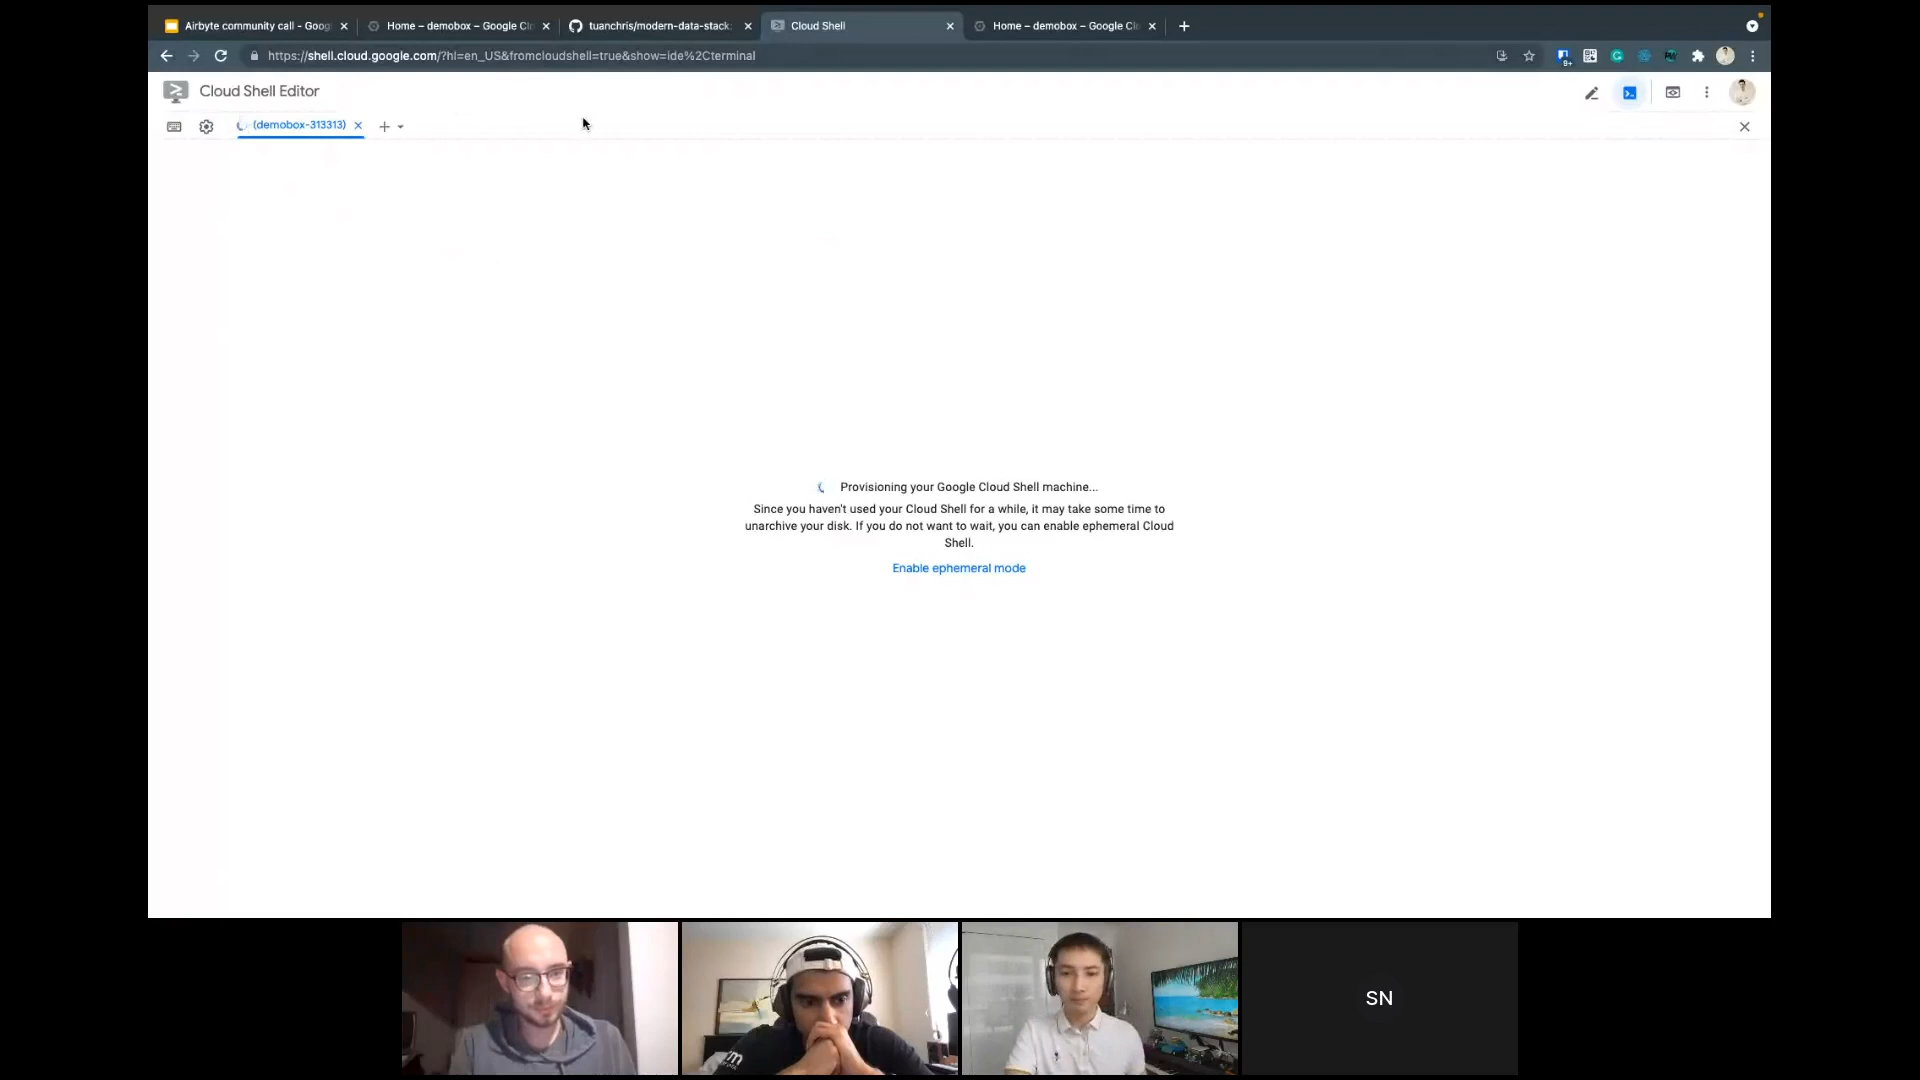 Airbyte community call - Goog
Home – demobox – Google Cl
tuanchris/modern-data-stack:
Cloud Shell
Home – demobox – Google Cl
https://shell.cloud.google.com/?hl=en_US&fromcloudshell=true&show=ide%2Cterminal
9+
Cloud Shell Editor
(demobox-313313)
Provisioning your Google Cloud Shell machine...
Since you haven't used your Cloud Shell for a while, it may take some time to
unarchive your disk. If you do not want to wait, you can enable ephemeral Cloud
Shell.
Enable ephemeral mode
SN